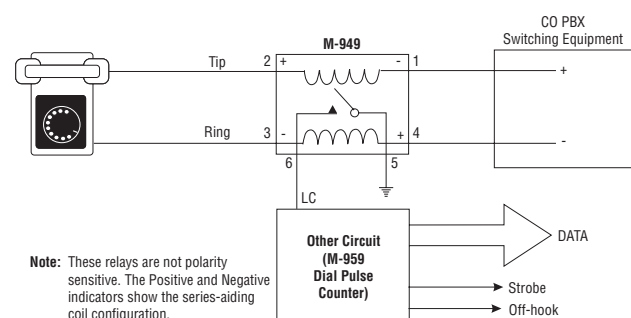 CO PBX
Switching Equipment
M-949
Tip
2
+
-
1
+
Ring
3
-
+
4
-
6
5
LC
Other Circuit
(M-959
Dial Pulse
Counter)
DATA
Strobe
Off-hook
Note: These relays are not polarity
sensitive. The Positive and Negative
indicators show the series-aiding
coil configuration.